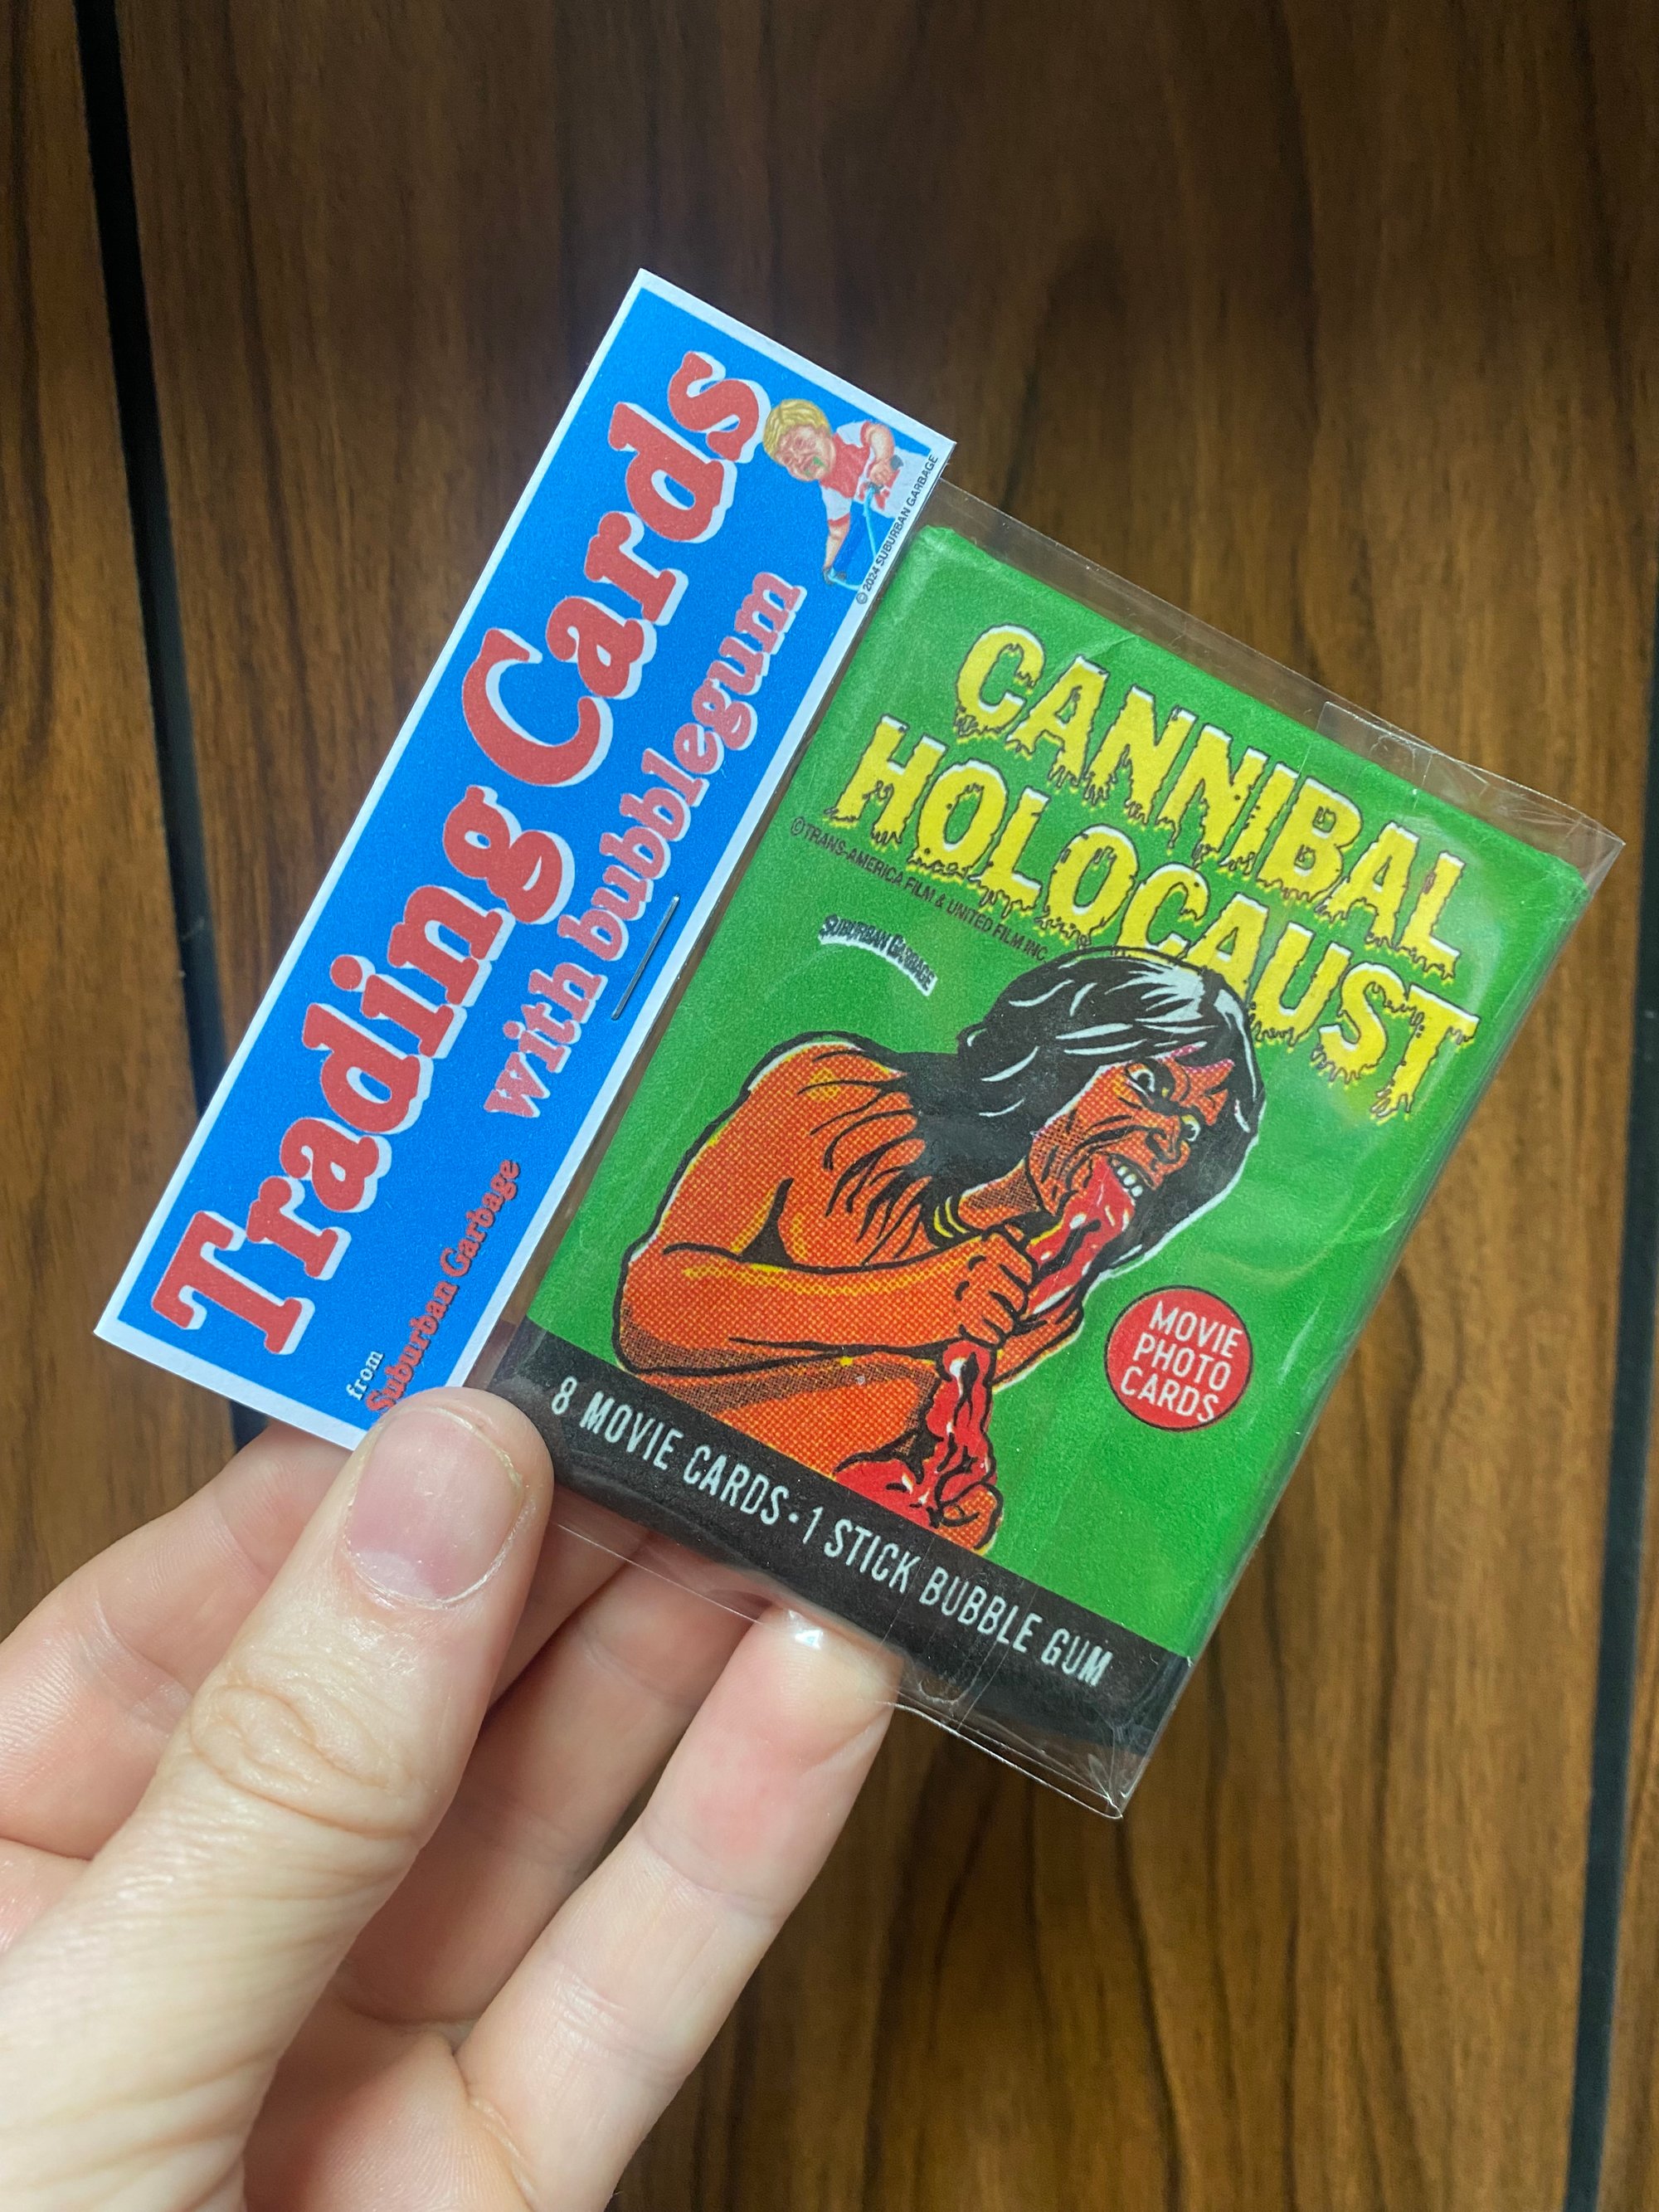 Trading Cards
with bubblegum
from
Suburban Garbage
© 2024 SUBURBAN GARBAGE
CANNIBAL
HOLOCAUST
© TRANS-AMERICA FILM & UNITED FILM INC.
SUBURBAN GARBAGE
MOVIE
PHOTO
CARDS
8 MOVIE CARDS • 1 STICK BUBBLE GUM